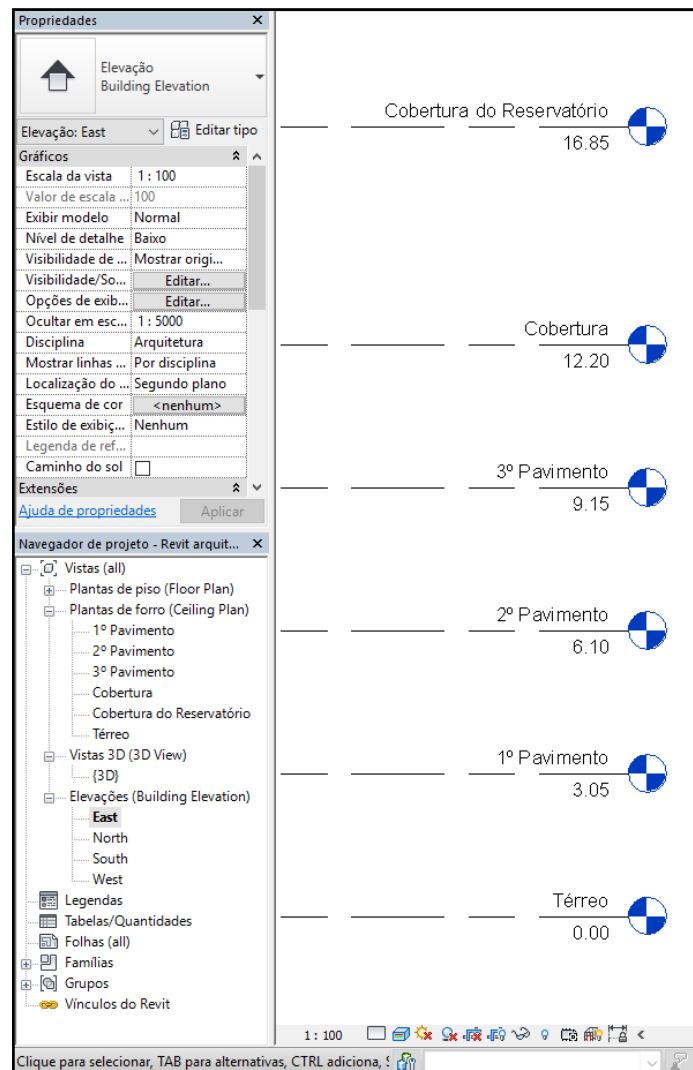 Propriedades
Elevação
Building Elevation
Elevação: East
Editar tipo
Gráficos
Escala da vista 1 : 100
Valor de escala ... 100
Exibir modelo Normal
Nível de detalhe Baixo
Visibilidade de ... Mostrar origi...
Visibilidade/So... Editar...
Opções de exib... Editar...
Ocultar em esc... 1 : 5000
Disciplina Arquitetura
Mostrar linhas ... Por disciplina
Localização do ... Segundo plano
Esquema de cor <nenhum>
Estilo de exibiç... Nenhum
Legenda de ref...
Caminho do sol
Extensões
Ajuda de propriedades Aplicar
Navegador de projeto - Revit arquit...
Vistas (all)
Plantas de piso (Floor Plan)
Plantas de forro (Ceiling Plan)
1º Pavimento
2º Pavimento
3º Pavimento
Cobertura
Cobertura do Reservatório
Térreo
Vistas 3D (3D View)
{3D}
Elevações (Building Elevation)
East
North
South
West
Legendas
Tabelas/Quantidades
Folhas (all)
Famílias
Grupos
Vínculos do Revit
Cobertura do Reservatório
16.85
Cobertura
12.20
3º Pavimento
9.15
2º Pavimento
6.10
1º Pavimento
3.05
Térreo
0.00
1 : 100
Clique para selecionar, TAB para alternativas, CTRL adiciona,